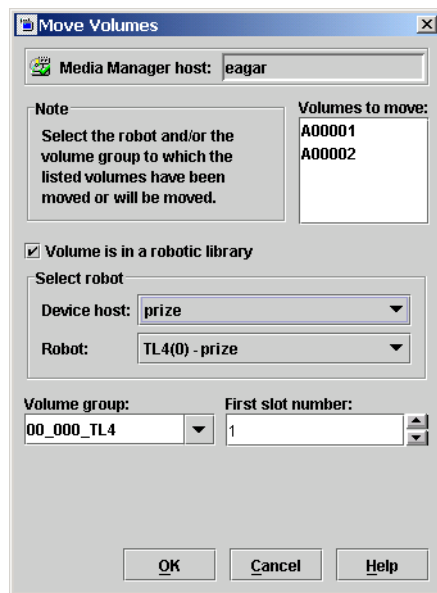 Move Volumes
Media Manager host: eagar
Note
Select the robot and/or the
volume group to which the
listed volumes have been
moved or will be moved.
Volumes to move:
A00001
A00002
Volume is in a robotic library
Select robot
Device host: prize
Robot: TL4(0) - prize
Volume group: First slot number:
00_000_TL4 1
OK Cancel Help